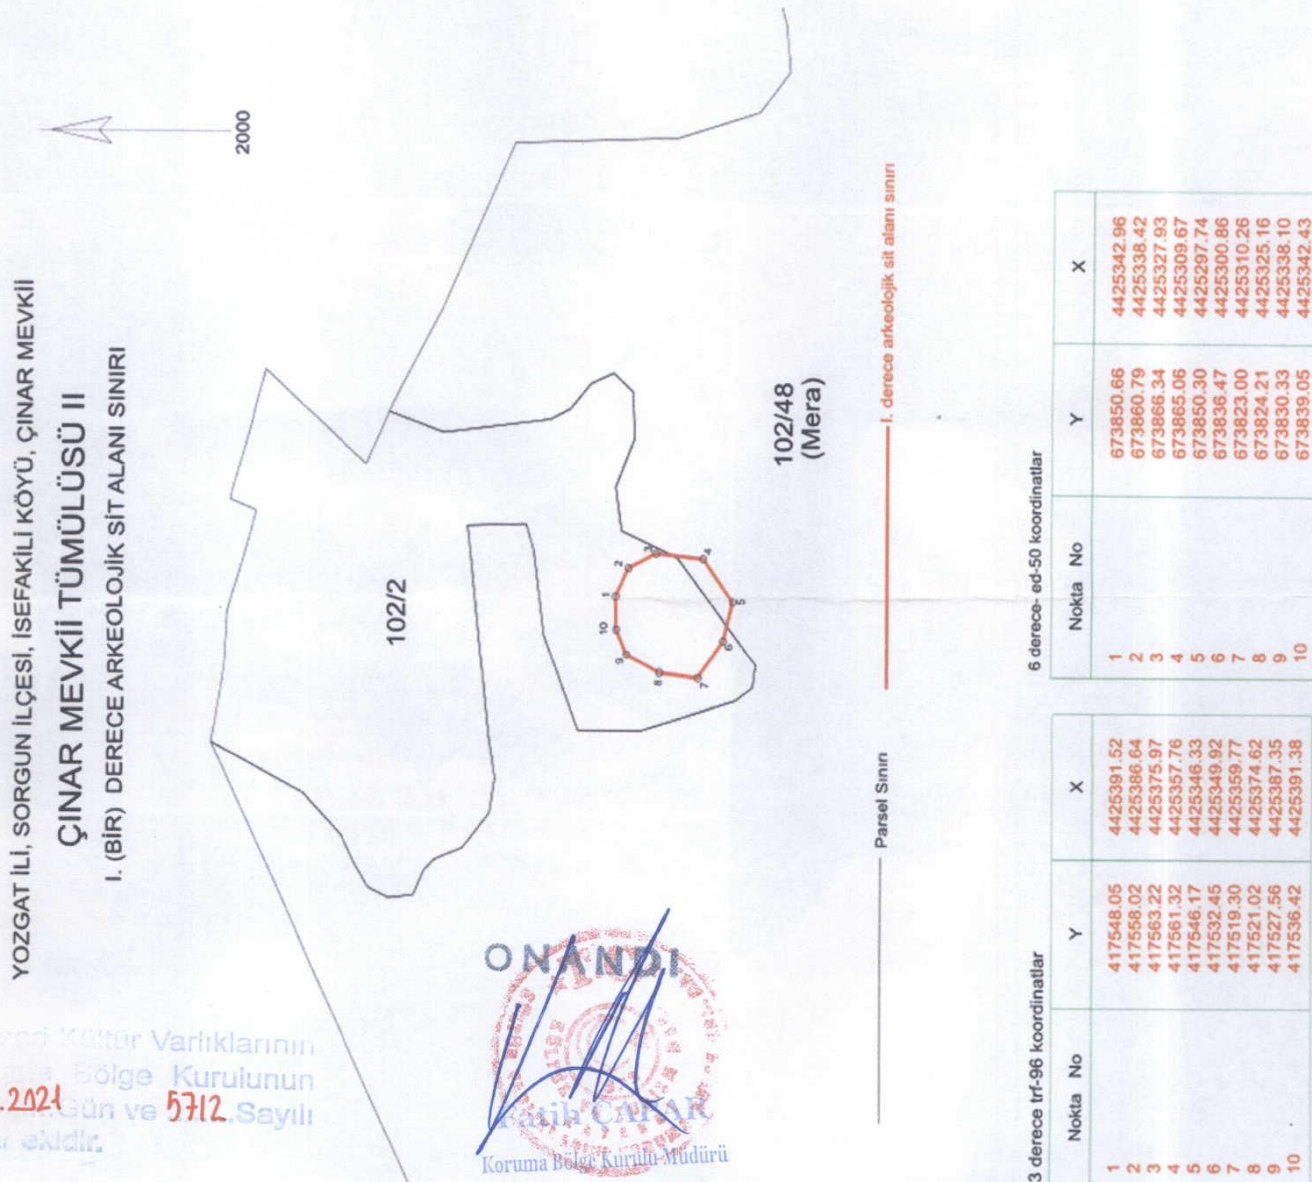 YOZGAT İLİ, SORGUN İLÇESİ, İSEFAKILI KÖYÜ, ÇINAR MEVKİİ
ÇINAR MEVKİİ TÜMÜLÜSÜ II
I. (BİR) DERECE ARKEOLOJİK SİT ALANI SINIRI
2000
102/2
1
2
3
4
5
6
7
8
9
10
102/48
(Mera)
Parsel Sınırı
I. derece arkeolojik sit alanı sınırı
Kültür Varlıklarının
Bölge Kurulunun
.2021 Gün ve 5712 .Sayılı
ekidir.
ONANDI
Fatih
Koruma Bölge Kurulu Müdürü
3 derece trf-96 koordinatlar
Nokta No Y X
1 417548.05 4425391.52
2 417558.02 4425386.64
3 417563.22 4425375.97
4 417561.32 4425357.76
5 417546.17 4425346.33
6 417532.45 4425349.92
7 417519.30 4425359.77
8 417521.02 4425374.62
9 417527.56 4425387.35
10 417536.42 4425391.38
6 derece- ed-50 koordinatlar
Nokta No Y X
1 673850.66 4425342.96
2 673860.79 4425338.42
3 673866.34 4425327.93
4 673865.06 4425309.67
5 673850.30 4425297.74
6 673836.47 4425300.86
7 673823.00 4425310.26
8 673824.21 4425325.16
9 673830.33 4425338.10
10 673839.05 4425342.43